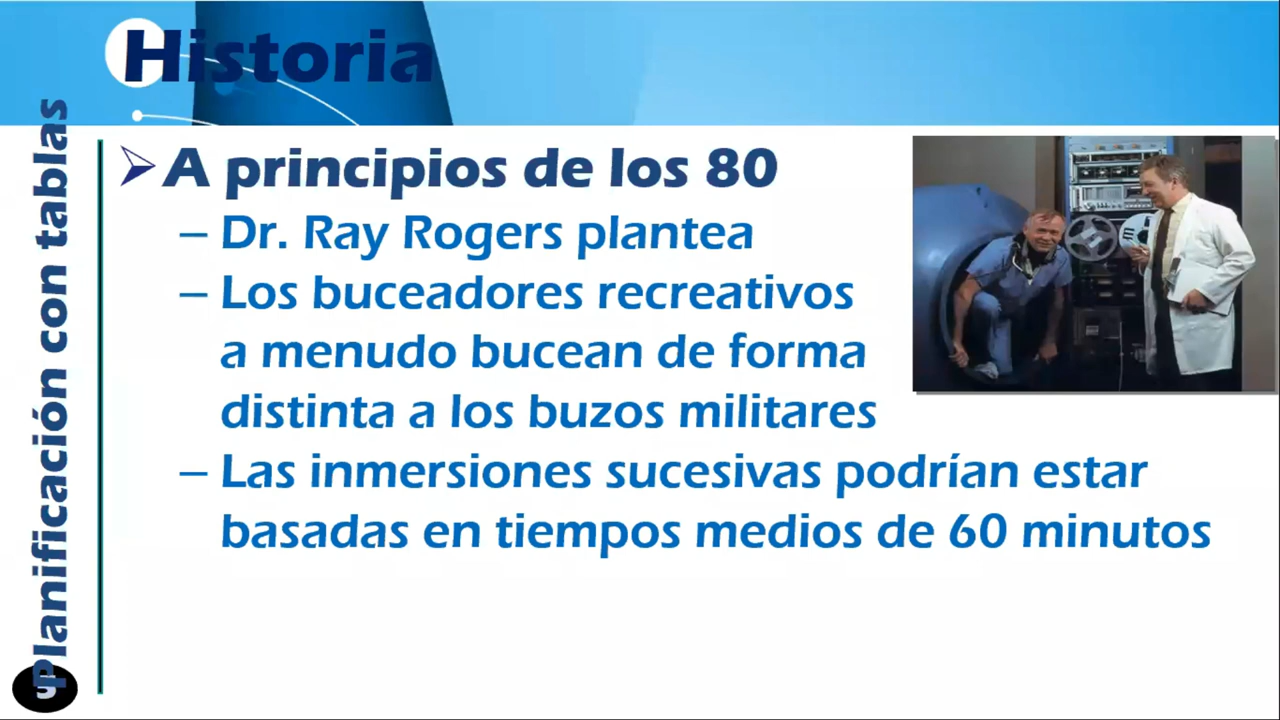 Historia
Planificación con tablas
A principios de los 80
– Dr. Ray Rogers plantea
– Los buceadores recreativos
a menudo bucean de forma
distinta a los buzos militares
– Las inmersiones sucesivas podrían estar
basadas en tiempos medios de 60 minutos